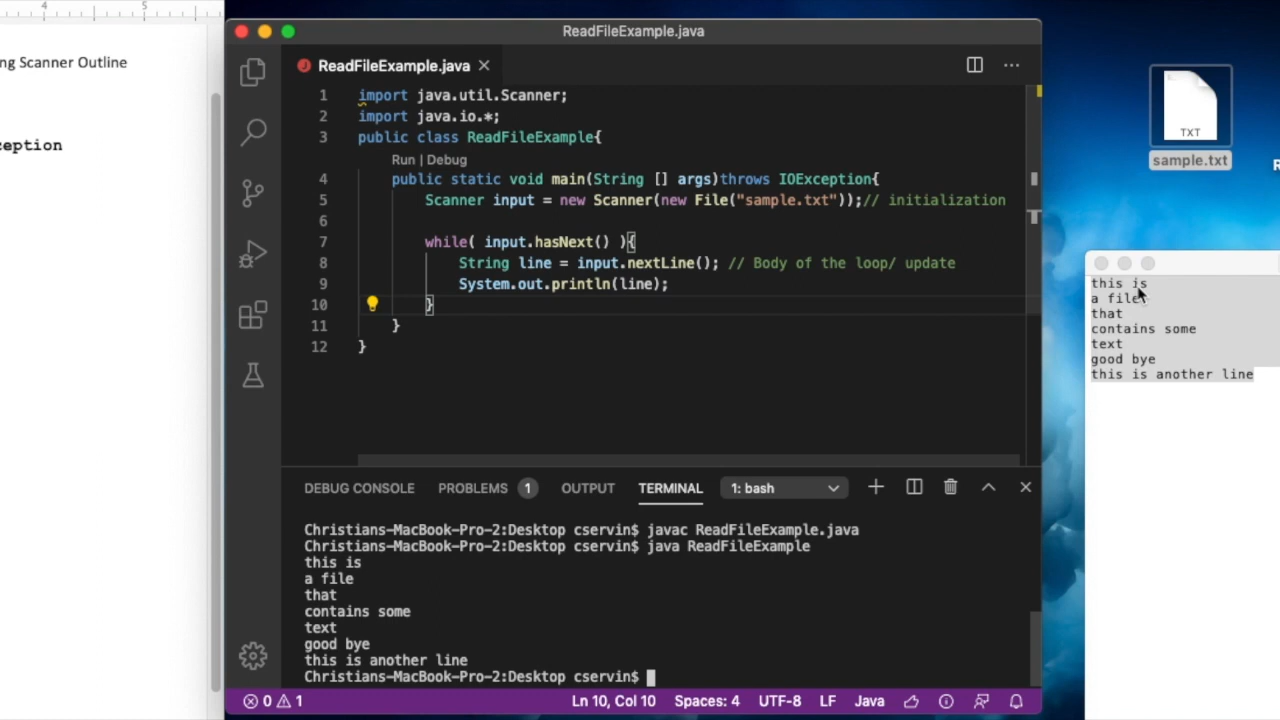 4 5
ng Scanner Outline
ception
ReadFileExample.java
ReadFileExample.java
1 import java.util.Scanner;
2 import java.io.*;
3 public class ReadFileExample{
Run | Debug
4 public static void main(String [] args)throws IOException{
5 Scanner input = new Scanner(new File("sample.txt"));// initialization
6
7 while( input.hasNext() ){
8 String line = input.nextLine(); // Body of the loop/ update
9 System.out.println(line);
10 }
11 }
12 }
DEBUG CONSOLE PROBLEMS 1 OUTPUT TERMINAL 1: bash
Christians-MacBook-Pro-2:Desktop cservin$ javac ReadFileExample.java
Christians-MacBook-Pro-2:Desktop cservin$ java ReadFileExample
this is
a file
that
contains some
text
good bye
this is another line
Christians-MacBook-Pro-2:Desktop cservin$
0 1 Ln 10, Col 10 Spaces: 4 UTF-8 LF Java
TXT
sample.txt
R
this is
a file
that
contains some
text
good bye
this is another line